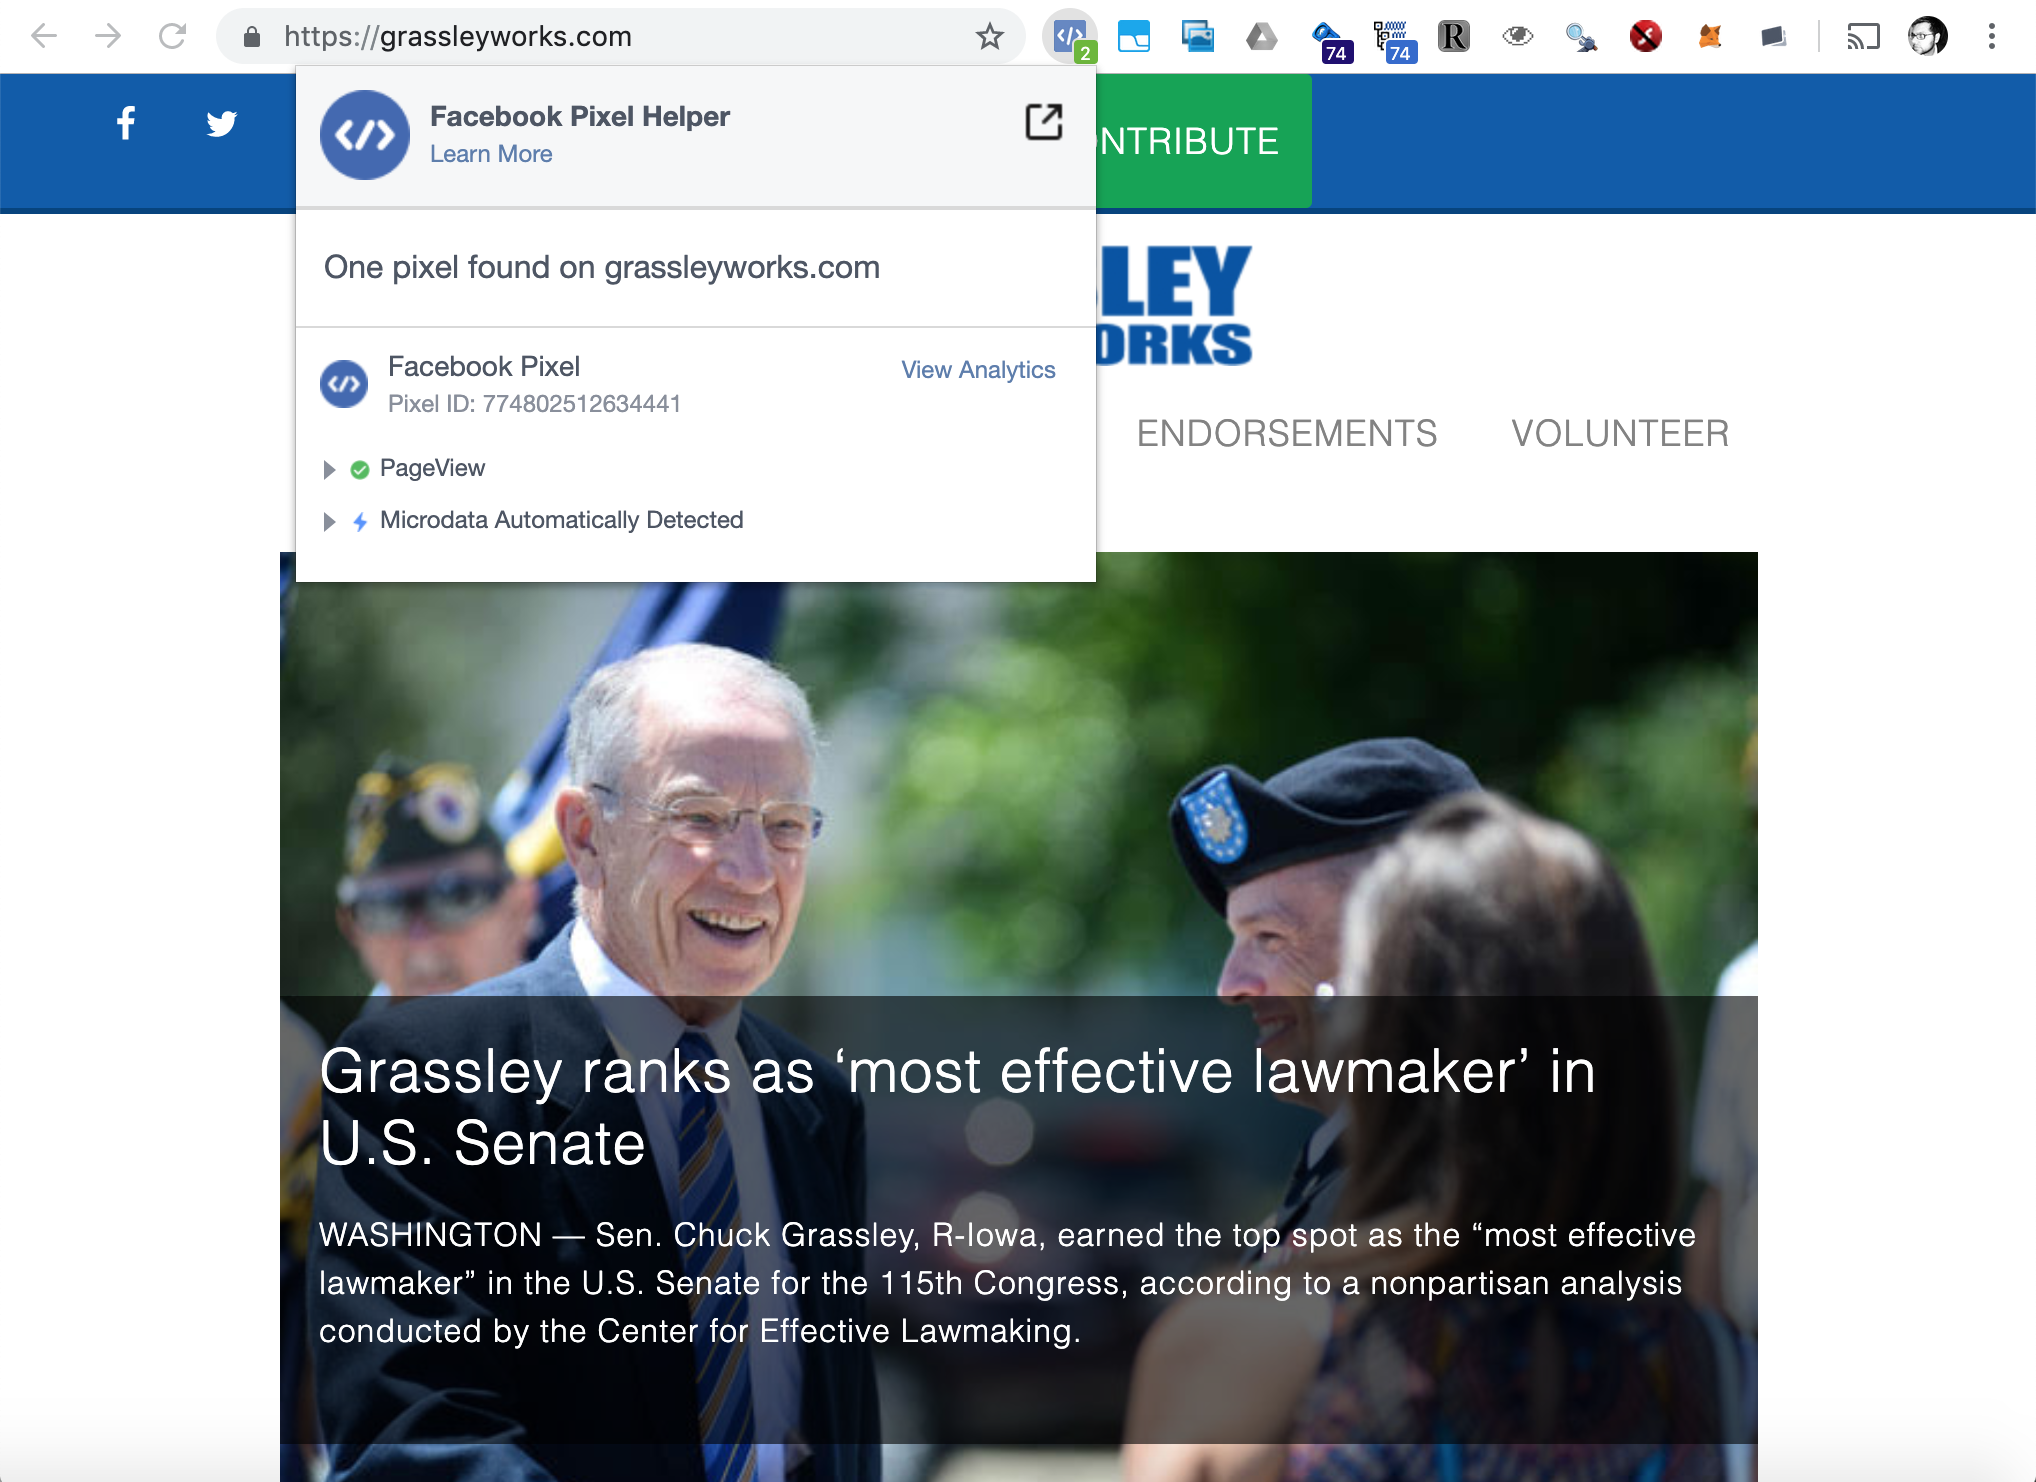 https://grassleyworks.com
2
74
74
R
Facebook Pixel Helper
Learn More
NTRIBUTE
One pixel found on grassleyworks.com
LEY
ORKS
Facebook Pixel
View Analytics
Pixel ID: 774802512634441
ENDORSEMENTS
VOLUNTEER
PageView
Microdata Automatically Detected
Grassley ranks as ‘most effective lawmaker’ in
U.S. Senate
WASHINGTON — Sen. Chuck Grassley, R-Iowa, earned the top spot as the “most effective
lawmaker” in the U.S. Senate for the 115th Congress, according to a nonpartisan analysis
conducted by the Center for Effective Lawmaking.